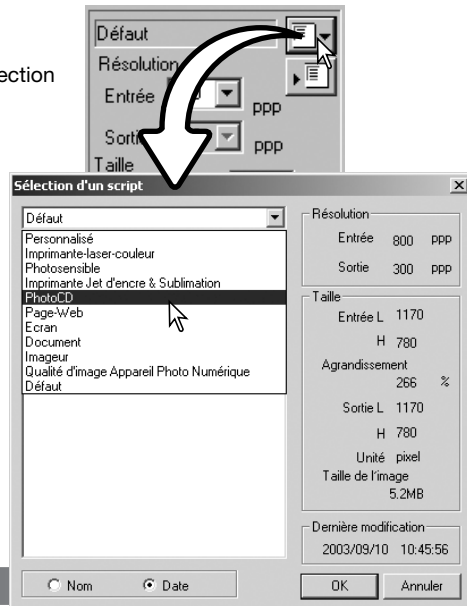 ection
Défaut
Résolution
Entrée
ppp
ppp
Taille
Sélection d'un script
Défaut
Personnalisé
Imprimante-laser-couleur
Photosensible
Imprimante Jet d'encre & Sublimation
PhotoCD
Page-Web
Ecran
Document
Imageur
Qualité d'image Appareil Photo Numérique
Défaut
Nom Date
Résolution
Entrée 800 ppp
Sortie 300 ppp
Taille
Entrée L 1170
H 780
Agrandissement
266 %
Sortie L 1170
H 780
Unité pixel
Taille de l'image
5.2MB
Dernière modification
2003/09/10 10:45:56
OK Annuler